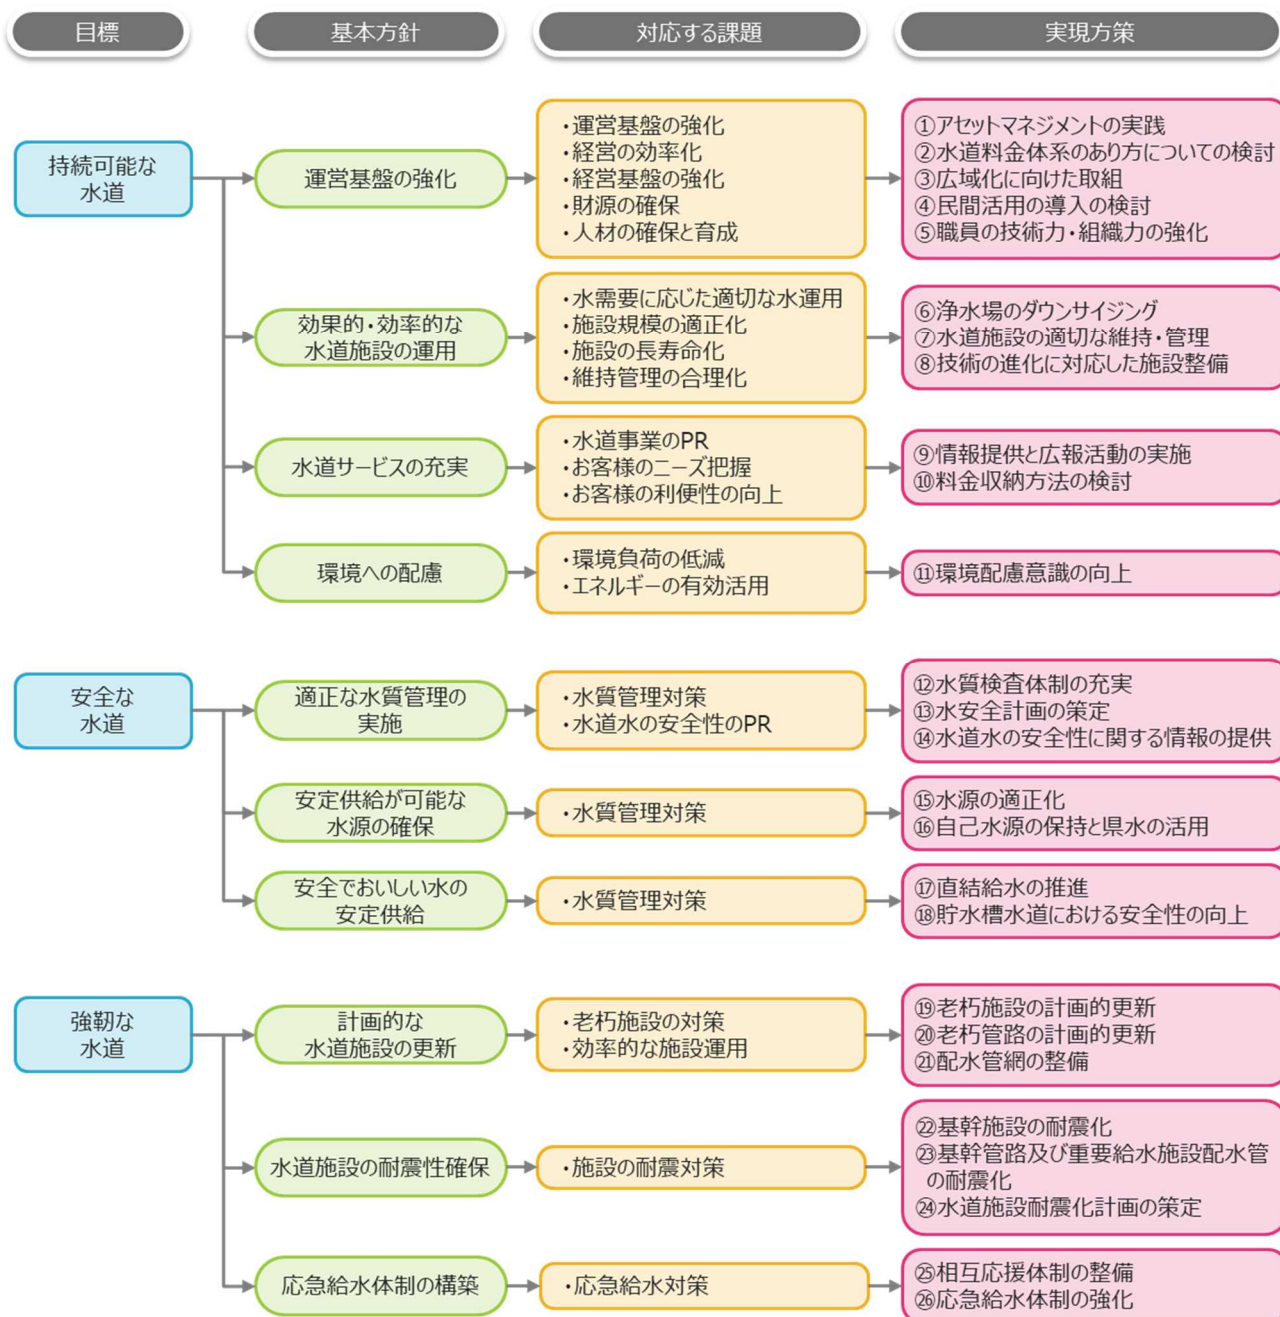 目標
基本方針
対応する課題
実現方策
持続可能な
水道
運営基盤の強化
・運営基盤の強化
・経営の効率化
・経営基盤の強化
・財源の確保
・人材の確保と育成
①アセットマネジメントの実践
②水道料金体系のあり方についての検討
③広域化に向けた取組
④民間活用の導入の検討
⑤職員の技術力・組織力の強化
効果的・効率的な
水道施設の運用
・水需要に応じた適切な水運用
・施設規模の適正化
・施設の長寿命化
・維持管理の合理化
⑥浄水場のダウンサイジング
⑦水道施設の適切な維持・管理
⑧技術の進化に対応した施設整備
水道サービスの充実
・水道事業のPR
・お客様のニーズ把握
・お客様の利便性の向上
⑨情報提供と広報活動の実施
⑩料金収納方法の検討
環境への配慮
・環境負荷の低減
・エネルギーの有効活用
⑪環境配慮意識の向上
安全な
水道
適正な水質管理の
実施
・水質管理対策
・水道水の安全性のPR
⑫水質検査体制の充実
⑬水安全計画の策定
⑭水道水の安全性に関する情報の提供
安定供給が可能な
水源の確保
・水質管理対策
⑮水源の適正化
⑯自己水源の保持と県水の活用
安全でおいしい水の
安定供給
・水質管理対策
⑰直結給水の推進
⑱貯水槽水道における安全性の向上
強靭な
水道
計画的な
水道施設の更新
・老朽施設の対策
・効率的な施設運用
⑲老朽施設の計画的更新
⑳老朽管路の計画的更新
㉑配水管網の整備
水道施設の耐震性確保
・施設の耐震対策
㉒基幹施設の耐震化
㉓基幹管路及び重要給水施設配水管
の耐震化
㉔水道施設耐震化計画の策定
応急給水体制の構築
・応急給水対策
㉕相互応援体制の整備
㉖応急給水体制の強化